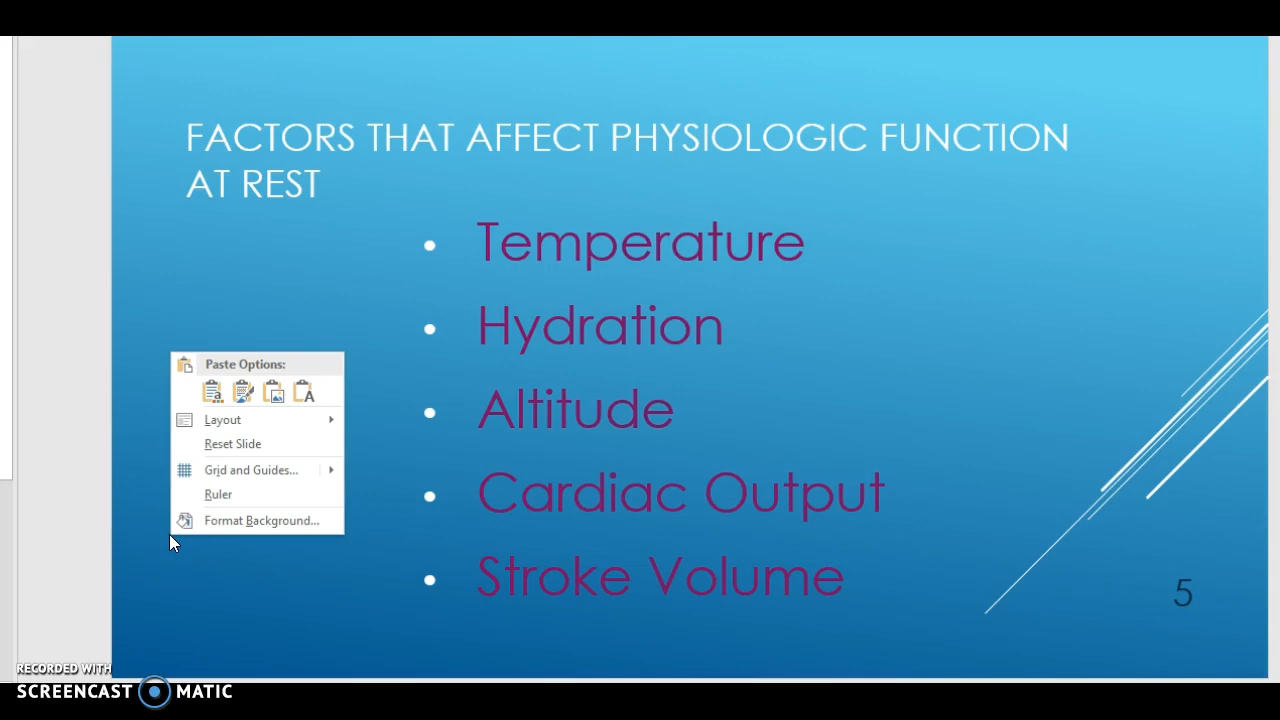 FACTORS THAT AFFECT PHYSIOLOGIC FUNCTION
AT REST
• Temperature
• Hydration
• Altitude
• Cardiac Output
• Stroke Volume
Paste Options:
Layout
Reset Slide
Grid and Guides...
Ruler
Format Background...
5
RECORDED WITH
SCREENCAST MATIC